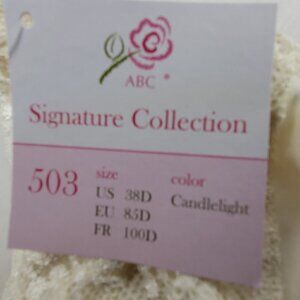 ABC
Signature Collection
503
size
US 38D
EU 85D
FR 100D
color
Candlelight